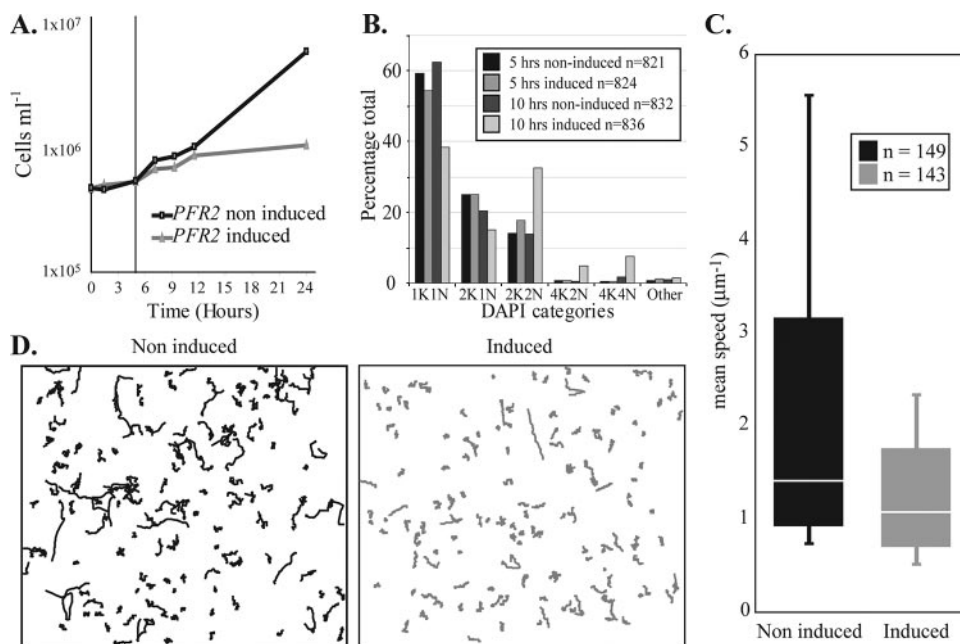 A.
1x10⁷
1x10⁶
1x10⁵
Cells ml⁻¹
PFR2 non induced
PFR2 induced
0 3 6 9 12 15 18 21 24
Time (Hours)
B.
60
40
20
0
Percentage total
5 hrs non-induced n=821
5 hrs induced n=824
10 hrs non-induced n=832
10 hrs induced n=836
1K1N 2K1N 2K2N 4K2N 4K4N Other
DAPI categories
C.
6
5
4
3
2
1
0
mean speed (µm⁻¹)
n = 149
n = 143
Non induced Induced
D.
Non induced Induced